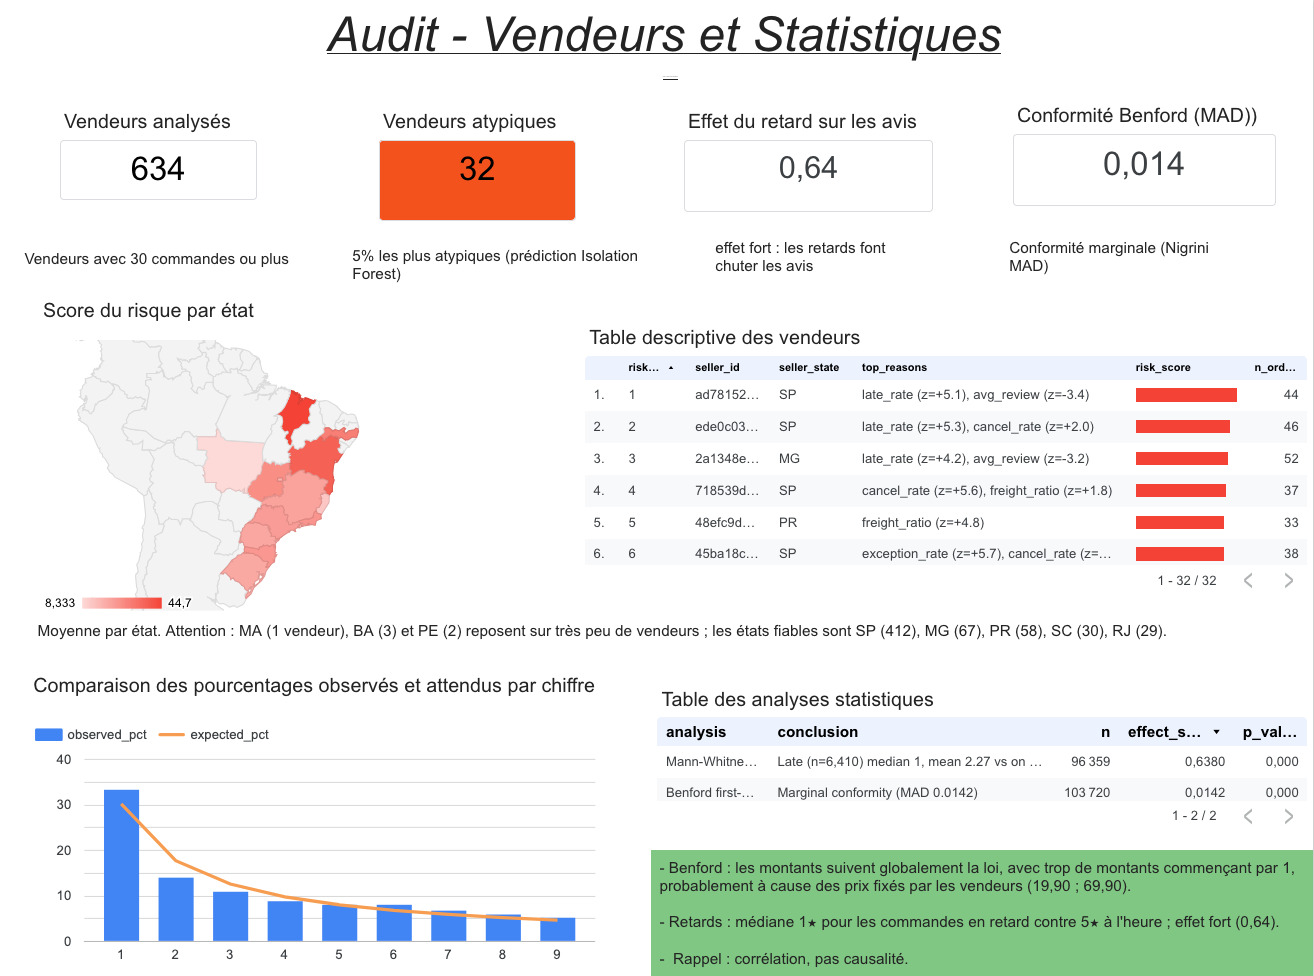 Audit - Vendeurs et Statistiques
Vendeurs analysés
634
Vendeurs avec 30 commandes ou plus
Vendeurs atypiques
32
5% les plus atypiques (prédiction Isolation
Forest)
Effet du retard sur les avis
0,64
effet fort : les retards font
chuter les avis
Conformité Benford (MAD))
0,014
Conformité marginale (Nigrini
MAD)
Score du risque par état
8,333 44,7
Table descriptive des vendeurs
risk... seller_id seller_state top_reasons risk_score n_ord...
1. 1 ad78152... SP late_rate (z=+5.1), avg_review (z=-3.4) 44
2. 2 ede0c03... SP late_rate (z=+5.3), cancel_rate (z=+2.0) 46
3. 3 2a1348e... MG late_rate (z=+4.2), avg_review (z=-3.2) 52
4. 4 718539d... SP cancel_rate (z=+5.6), freight_ratio (z=+1.8) 37
5. 5 48efc9d... PR freight_ratio (z=+4.8) 33
6. 6 45ba18c... SP exception_rate (z=+5.7), cancel_rate (z=... 38
1 - 32 / 32
Moyenne par état. Attention : MA (1 vendeur), BA (3) et PE (2) reposent sur très peu de vendeurs ; les états fiables sont SP (412), MG (67), PR (58), SC (30), RJ (29).
Comparaison des pourcentages observés et attendus par chiffre
observed_pct expected_pct
40
30
20
10
0
1 2 3 4 5 6 7 8 9
Table des analyses statistiques
analysis conclusion n effect_s... p_val...
Mann-Whitne... Late (n=6,410) median 1, mean 2.27 vs on ... 96 359 0,6380 0,000
Benford first-... Marginal conformity (MAD 0.0142) 103 720 0,0142 0,000
1 - 2 / 2
- Benford : les montants suivent globalement la loi, avec trop de montants commençant par 1,
probablement à cause des prix fixés par les vendeurs (19,90 ; 69,90).
- Retards : médiane 1★ pour les commandes en retard contre 5★ à l'heure ; effet fort (0,64).
- Rappel : corrélation, pas causalité.